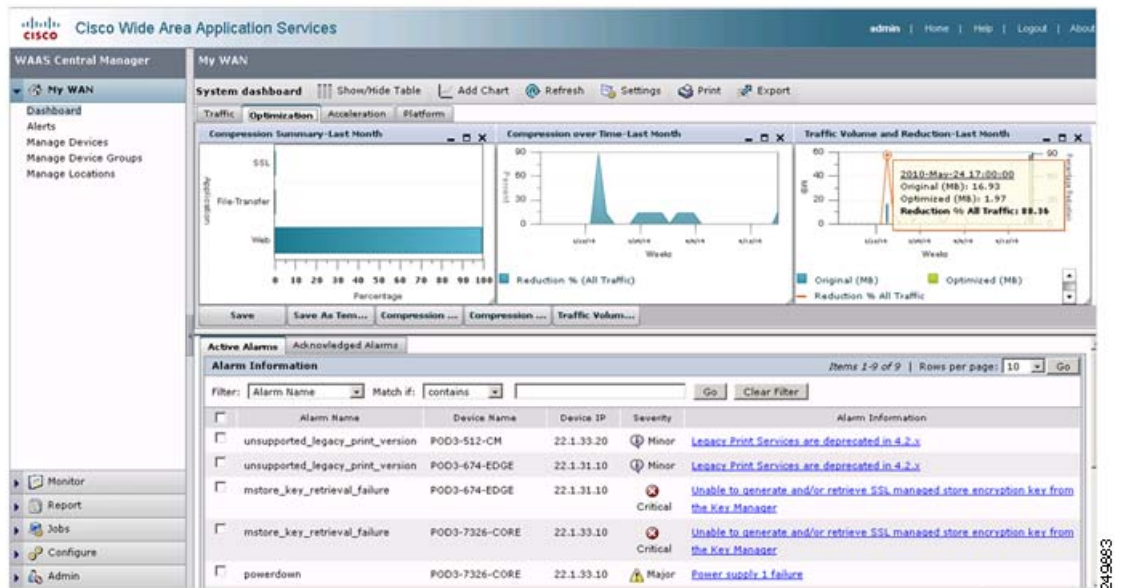 cisco Cisco Wide Area Application Services
admin | Home | Help | Logout | About
WAAS Central Manager
My WAN
My WAN
Dashboard
Alerts
Manage Devices
Manage Device Groups
Manage Locations
Monitor
Report
Jobs
Configure
Admin
System dashboard Show/Hide Table Add Chart Refresh Settings Print Export
Traffic Optimization Acceleration Platform
Compression Summary-Last Month
Application
SSL
File-Transfer
Web
0 10 20 30 40 50 60 70 80 90 100
Percentage
Compression over Time-Last Month
Percent
90
60
30
0
Weeks
Reduction % (All Traffic)
Traffic Volume and Reduction-Last Month
60
40
20
0
90
Percentage Reduction
2010-May-24 17:00:00
Original (MB): 16.93
Optimized (MB): 1.97
Reduction % All Traffic: 88.36
Weeks
Original (MB) Optimized (MB)
Reduction % All Traffic
Save Save As Tem... Compression ... Compression ... Traffic Volum...
Active Alarms Acknowledged Alarms
Alarm Information Items 1-9 of 9 | Rows per page: 10 Go
Filter: Alarm Name Match if: contains Go Clear Filter
Alarm Name Device Name Device IP Severity Alarm Information
unsupported_legacy_print_version POD3-512-CM 22.1.33.20 Minor Legacy Print Services are deprecated in 4.2.x
unsupported_legacy_print_version POD3-674-EDGE 22.1.31.10 Minor Legacy Print Services are deprecated in 4.2.x
mstore_key_retrieval_failure POD3-674-EDGE 22.1.31.10 Critical Unable to generate and/or retrieve SSL managed store encryption key from
the Key Manager
mstore_key_retrieval_failure POD3-7326-CORE 22.1.33.10 Critical Unable to generate and/or retrieve SSL managed store encryption key from
the Key Manager
powerdown POD3-7326-CORE 22.1.33.10 Major Power supply 1 failure
249883